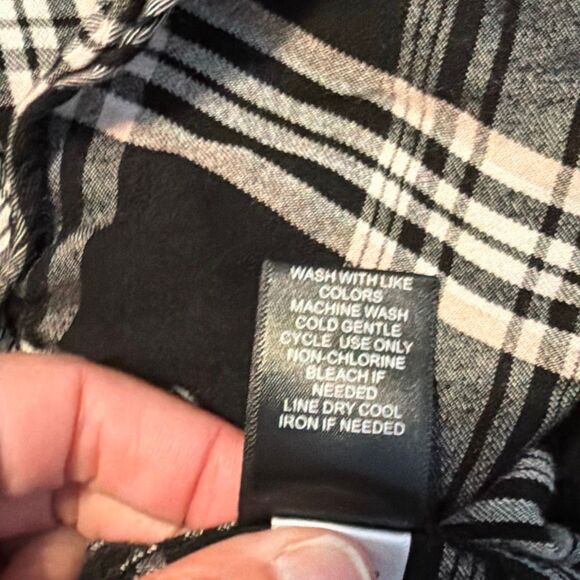 WASH WITH LIKE
COLORS
MACHINE WASH
COLD GENTLE
CYCLE USE ONLY
NON-CHLORINE
BLEACH IF
NEEDED
LINE DRY COOL
IRON IF NEEDED